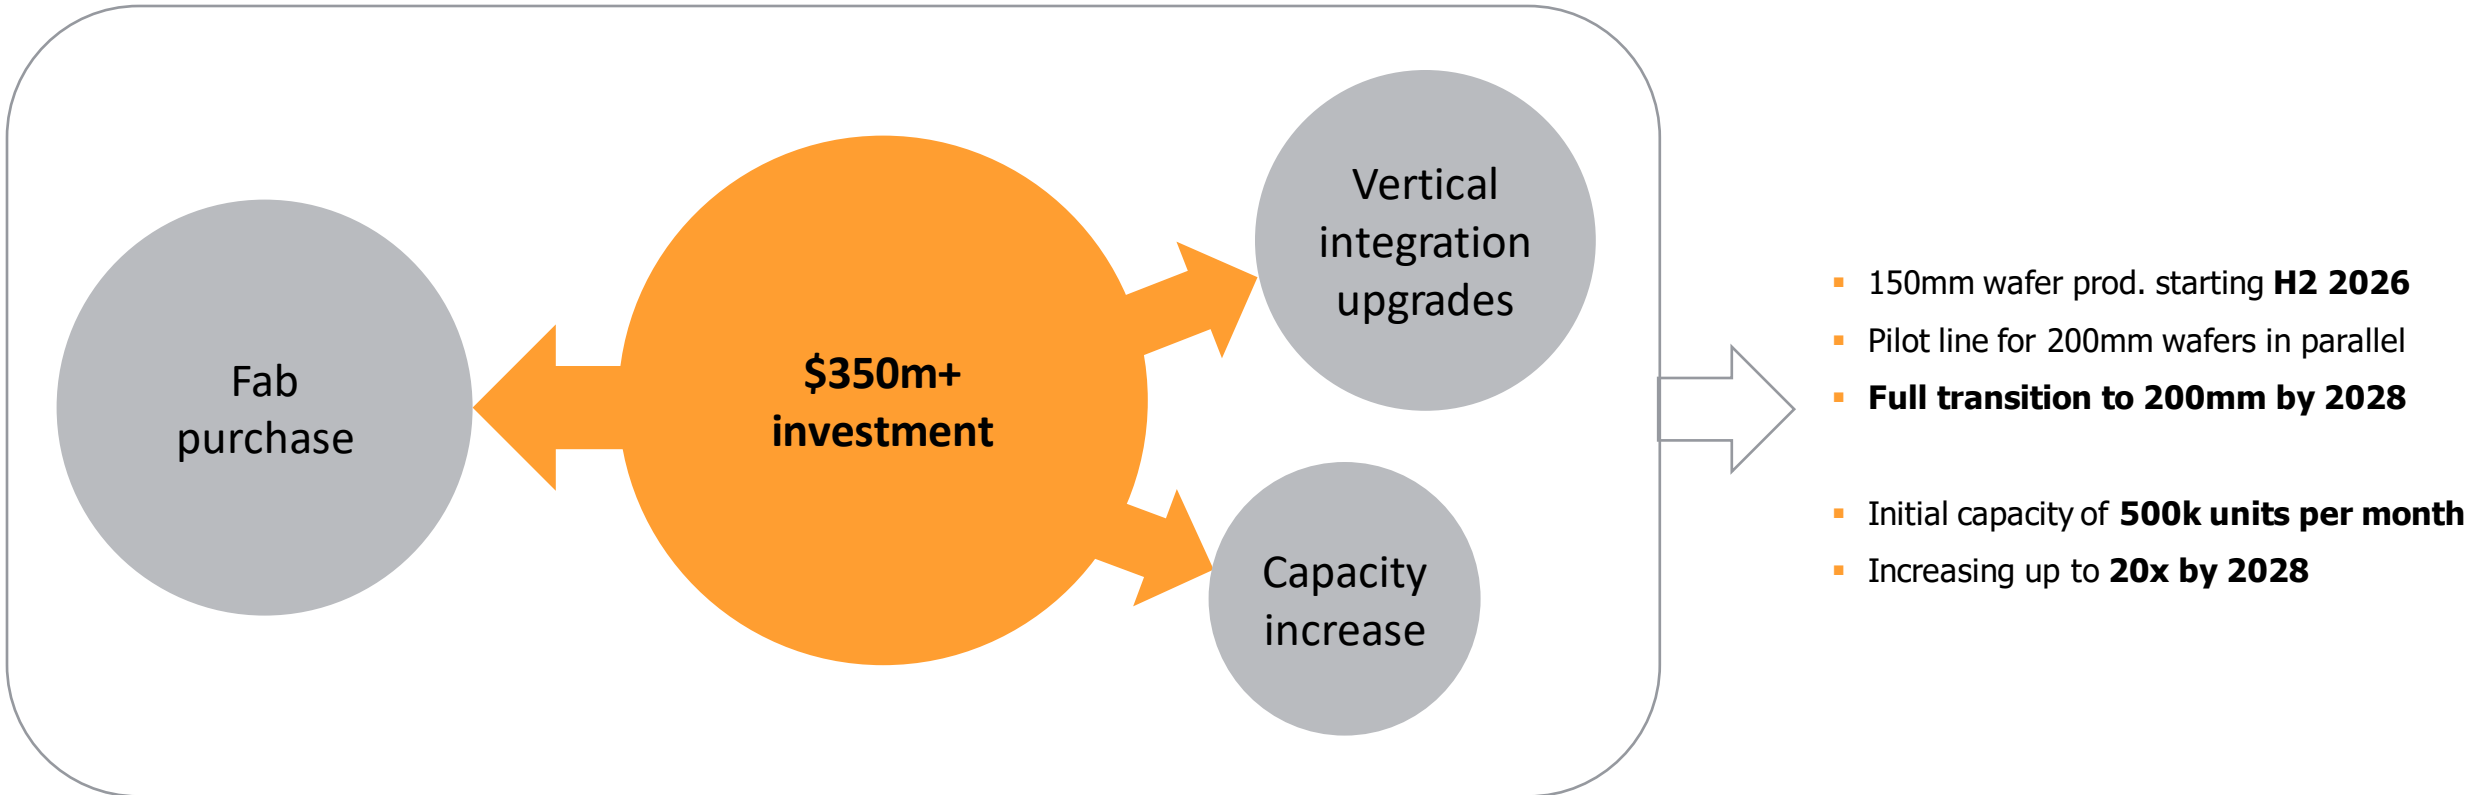 Fab
purchase
$350m+
investment
Vertical
integration
upgrades
Capacity
increase
▪ 150mm wafer prod. starting H2 2026
▪ Pilot line for 200mm wafers in parallel
▪ Full transition to 200mm by 2028
▪ Initial capacity of 500k units per month
▪ Increasing up to 20x by 2028